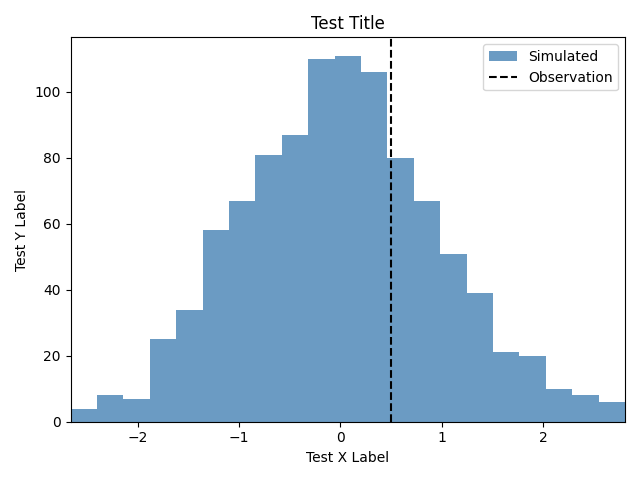 Test Title
Simulated
Observation
Test Y Label
100
80
60
40
20
0
−2
−1
0
1
2
Test X Label